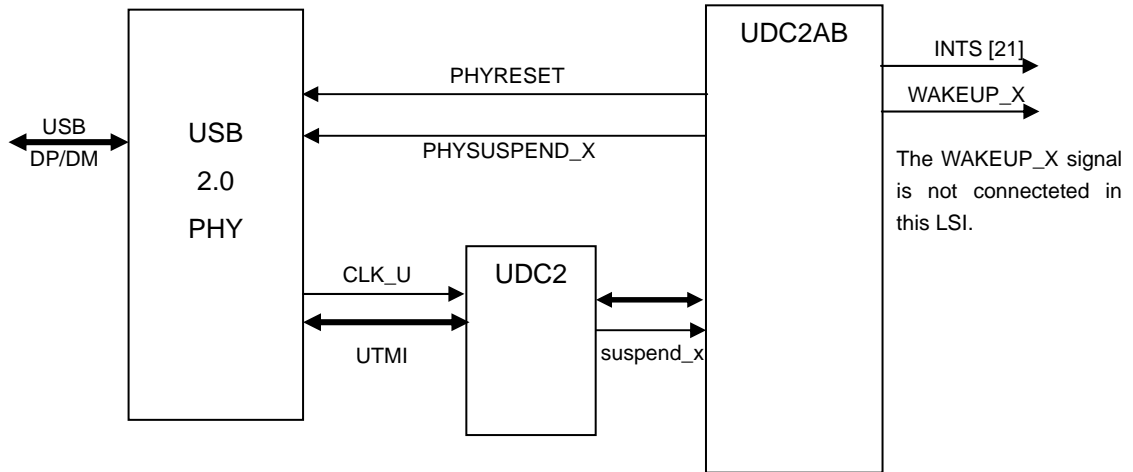 UDC2AB
INTS [21]
PHYRESET
WAKEUP_X
USB
DP/DM
USB
2.0
PHY
PHYSUSPEND_X
The WAKEUP_X signal
is not connecteted in
this LSI.
CLK_U
UDC2
UTMI
suspend_x